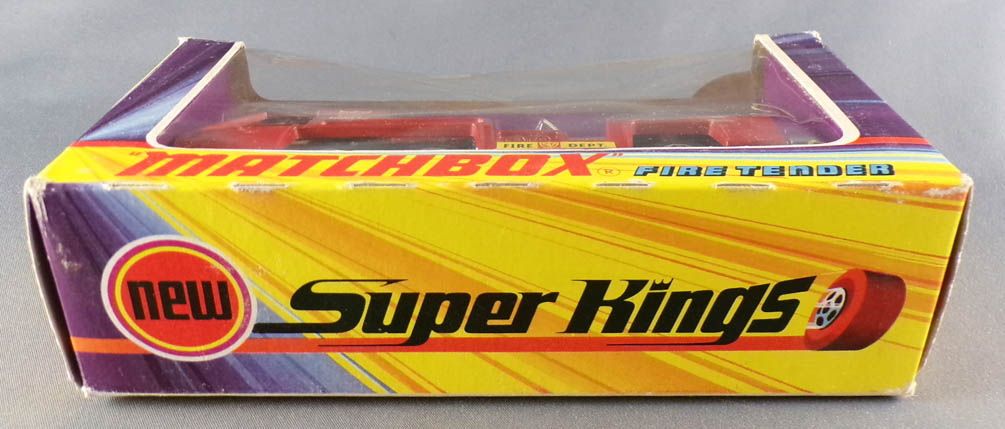 FIRE DEPT.
"MATCHBOX"® FIRE TENDER
new Super Kings